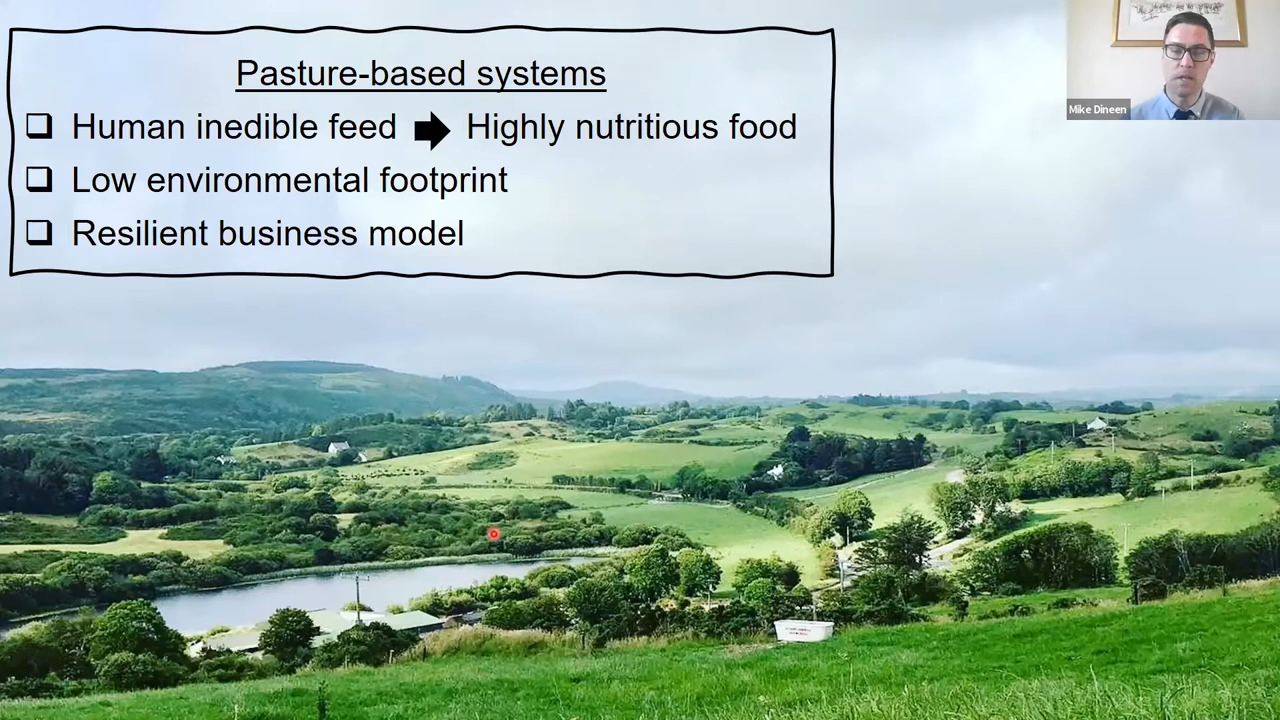 Pasture-based systems
Human inedible feed Highly nutritious food
Low environmental footprint
Resilient business model
Mike Dineen